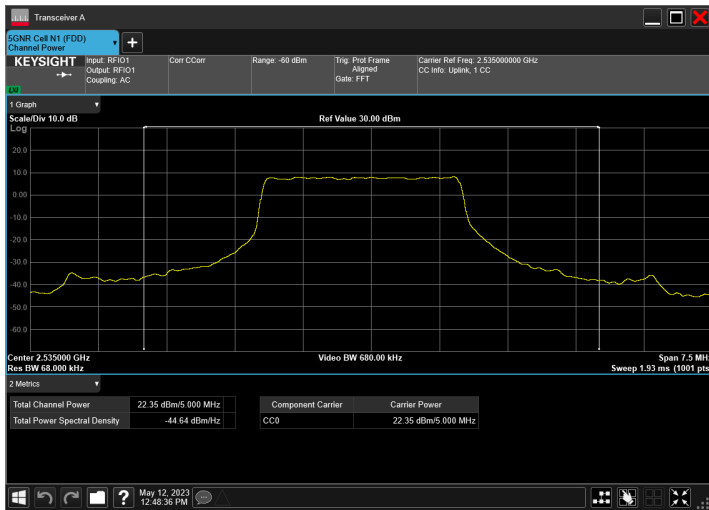 Transceiver A
5GNR Cell N1 (FDD)
Channel Power
KEYSIGHT
LXI
Input: RFIO1
Output: RFIO1
Coupling: AC
Corr CCorr
Range: -60 dBm
Trig: Prot Frame
Aligned
Gate: FFT
Carrier Ref Freq: 2.535000000 GHz
CC Info: Uplink, 1 CC
1 Graph
Scale/Div 10.0 dB
Ref Value 30.00 dBm
Log
20.0
10.0
0.00
-10.0
-20.0
-30.0
-40.0
-50.0
-60.0
Center 2.535000 GHz
Video BW 680.00 kHz
Span 7.5 MHz
Res BW 68.000 kHz
Sweep 1.93 ms (1001 pts
2 Metrics
Total Channel Power 22.35 dBm/5.000 MHz
Total Power Spectral Density -44.64 dBm/Hz
Component Carrier Carrier Power
CC0 22.35 dBm/5.000 MHz
?
May 12, 2023
12:48:36 PM